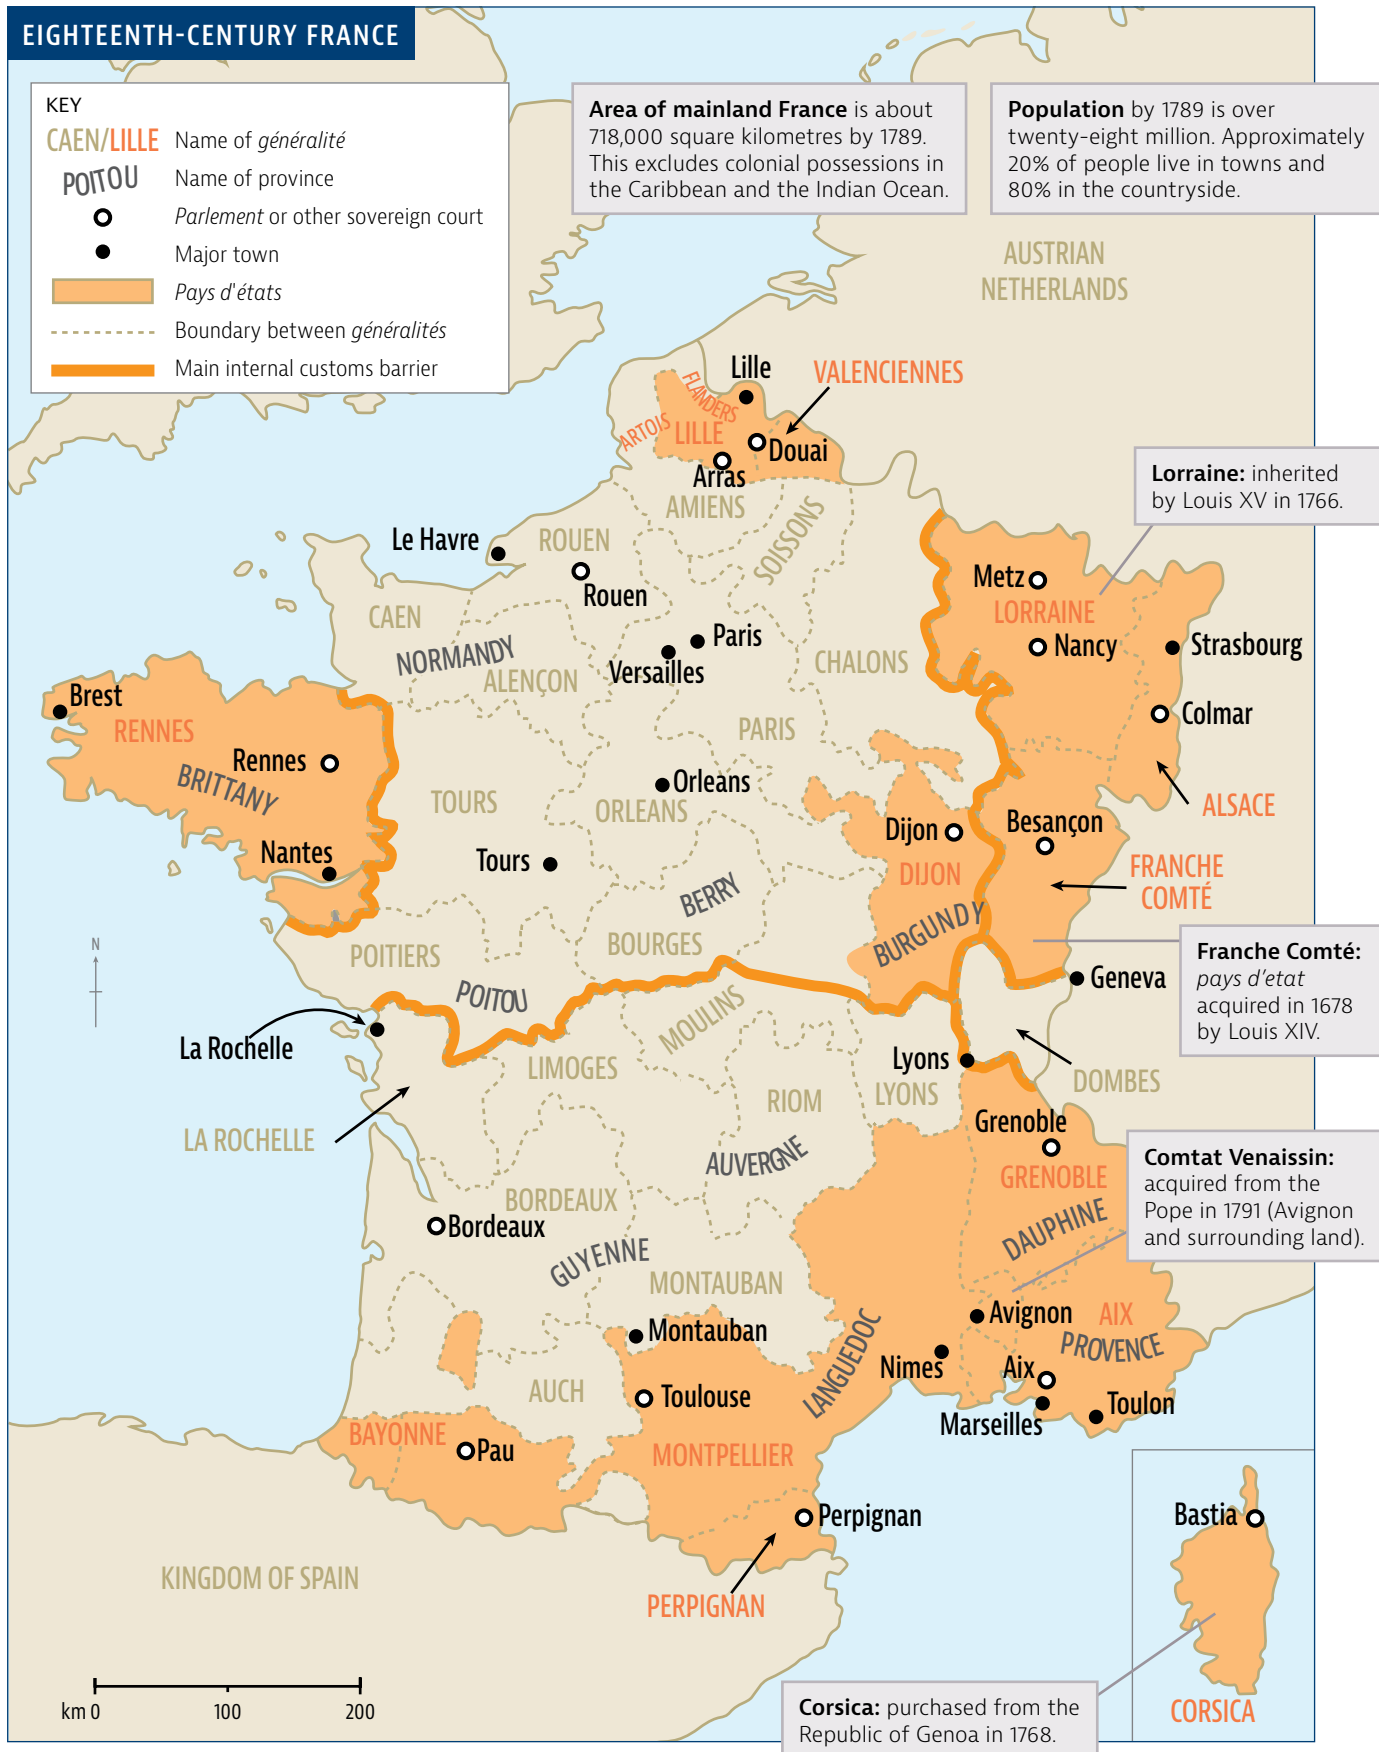 EIGHTEENTH-CENTURY FRANCE
KEY
CAEN/LILLE Name of généralité
POITOU Name of province
Parlement or other sovereign court
Major town
Pays d'états
Boundary between généralités
Main internal customs barrier
Area of mainland France is about
718,000 square kilometres by 1789.
This excludes colonial possessions in
the Caribbean and the Indian Ocean.
Population by 1789 is over
twenty-eight million. Approximately
20% of people live in towns and
80% in the countryside.
AUSTRIAN
NETHERLANDS
Lille
VALENCIENNES
FLANDERS
ARTOIS
LILLE
Douai
Arras
AMIENS
SOISSONS
Lorraine: inherited
by Louis XV in 1766.
Le Havre
ROUEN
Rouen
Metz
LORRAINE
CAEN
NORMANDY
ALENÇON
Paris
Versailles
CHALONS
Nancy
Strasbourg
Brest
RENNES
Rennes
BRITTANY
PARIS
Colmar
Orleans
ORLEANS
TOURS
ALSACE
Nantes
Tours
Dijon
DIJON
Besançon
FRANCHE
COMTÉ
BERRY
BURGUNDY
BOURGES
POITIERS
N
Franche Comté:
pays d'etat
acquired in 1678
by Louis XIV.
POITOU
MOULINS
Geneva
La Rochelle
LIMOGES
Lyons
LYONS
DOMBES
RIOM
LA ROCHELLE
AUVERGNE
Grenoble
GRENOBLE
DAUPHINE
Comtat Venaissin:
acquired from the
Pope in 1791 (Avignon
and surrounding land).
BORDEAUX
Bordeaux
GUYENNE
MONTAUBAN
Montauban
LANGUEDOC
Avignon
AIX
PROVENCE
Nimes
Aix
Marseilles
Toulon
AUCH
Toulouse
BAYONNE
Pau
MONTPELLIER
Perpignan
PERPIGNAN
KINGDOM OF SPAIN
Bastia
CORSICA
Corsica: purchased from the
Republic of Genoa in 1768.
km 0 100 200